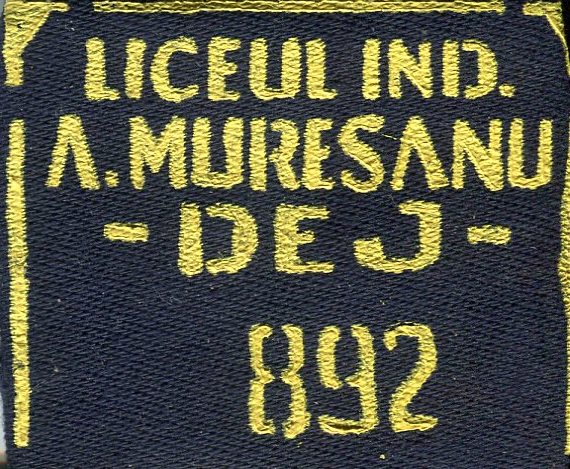 LICEUL IND.
A. MURESANU
- DEJ -
892